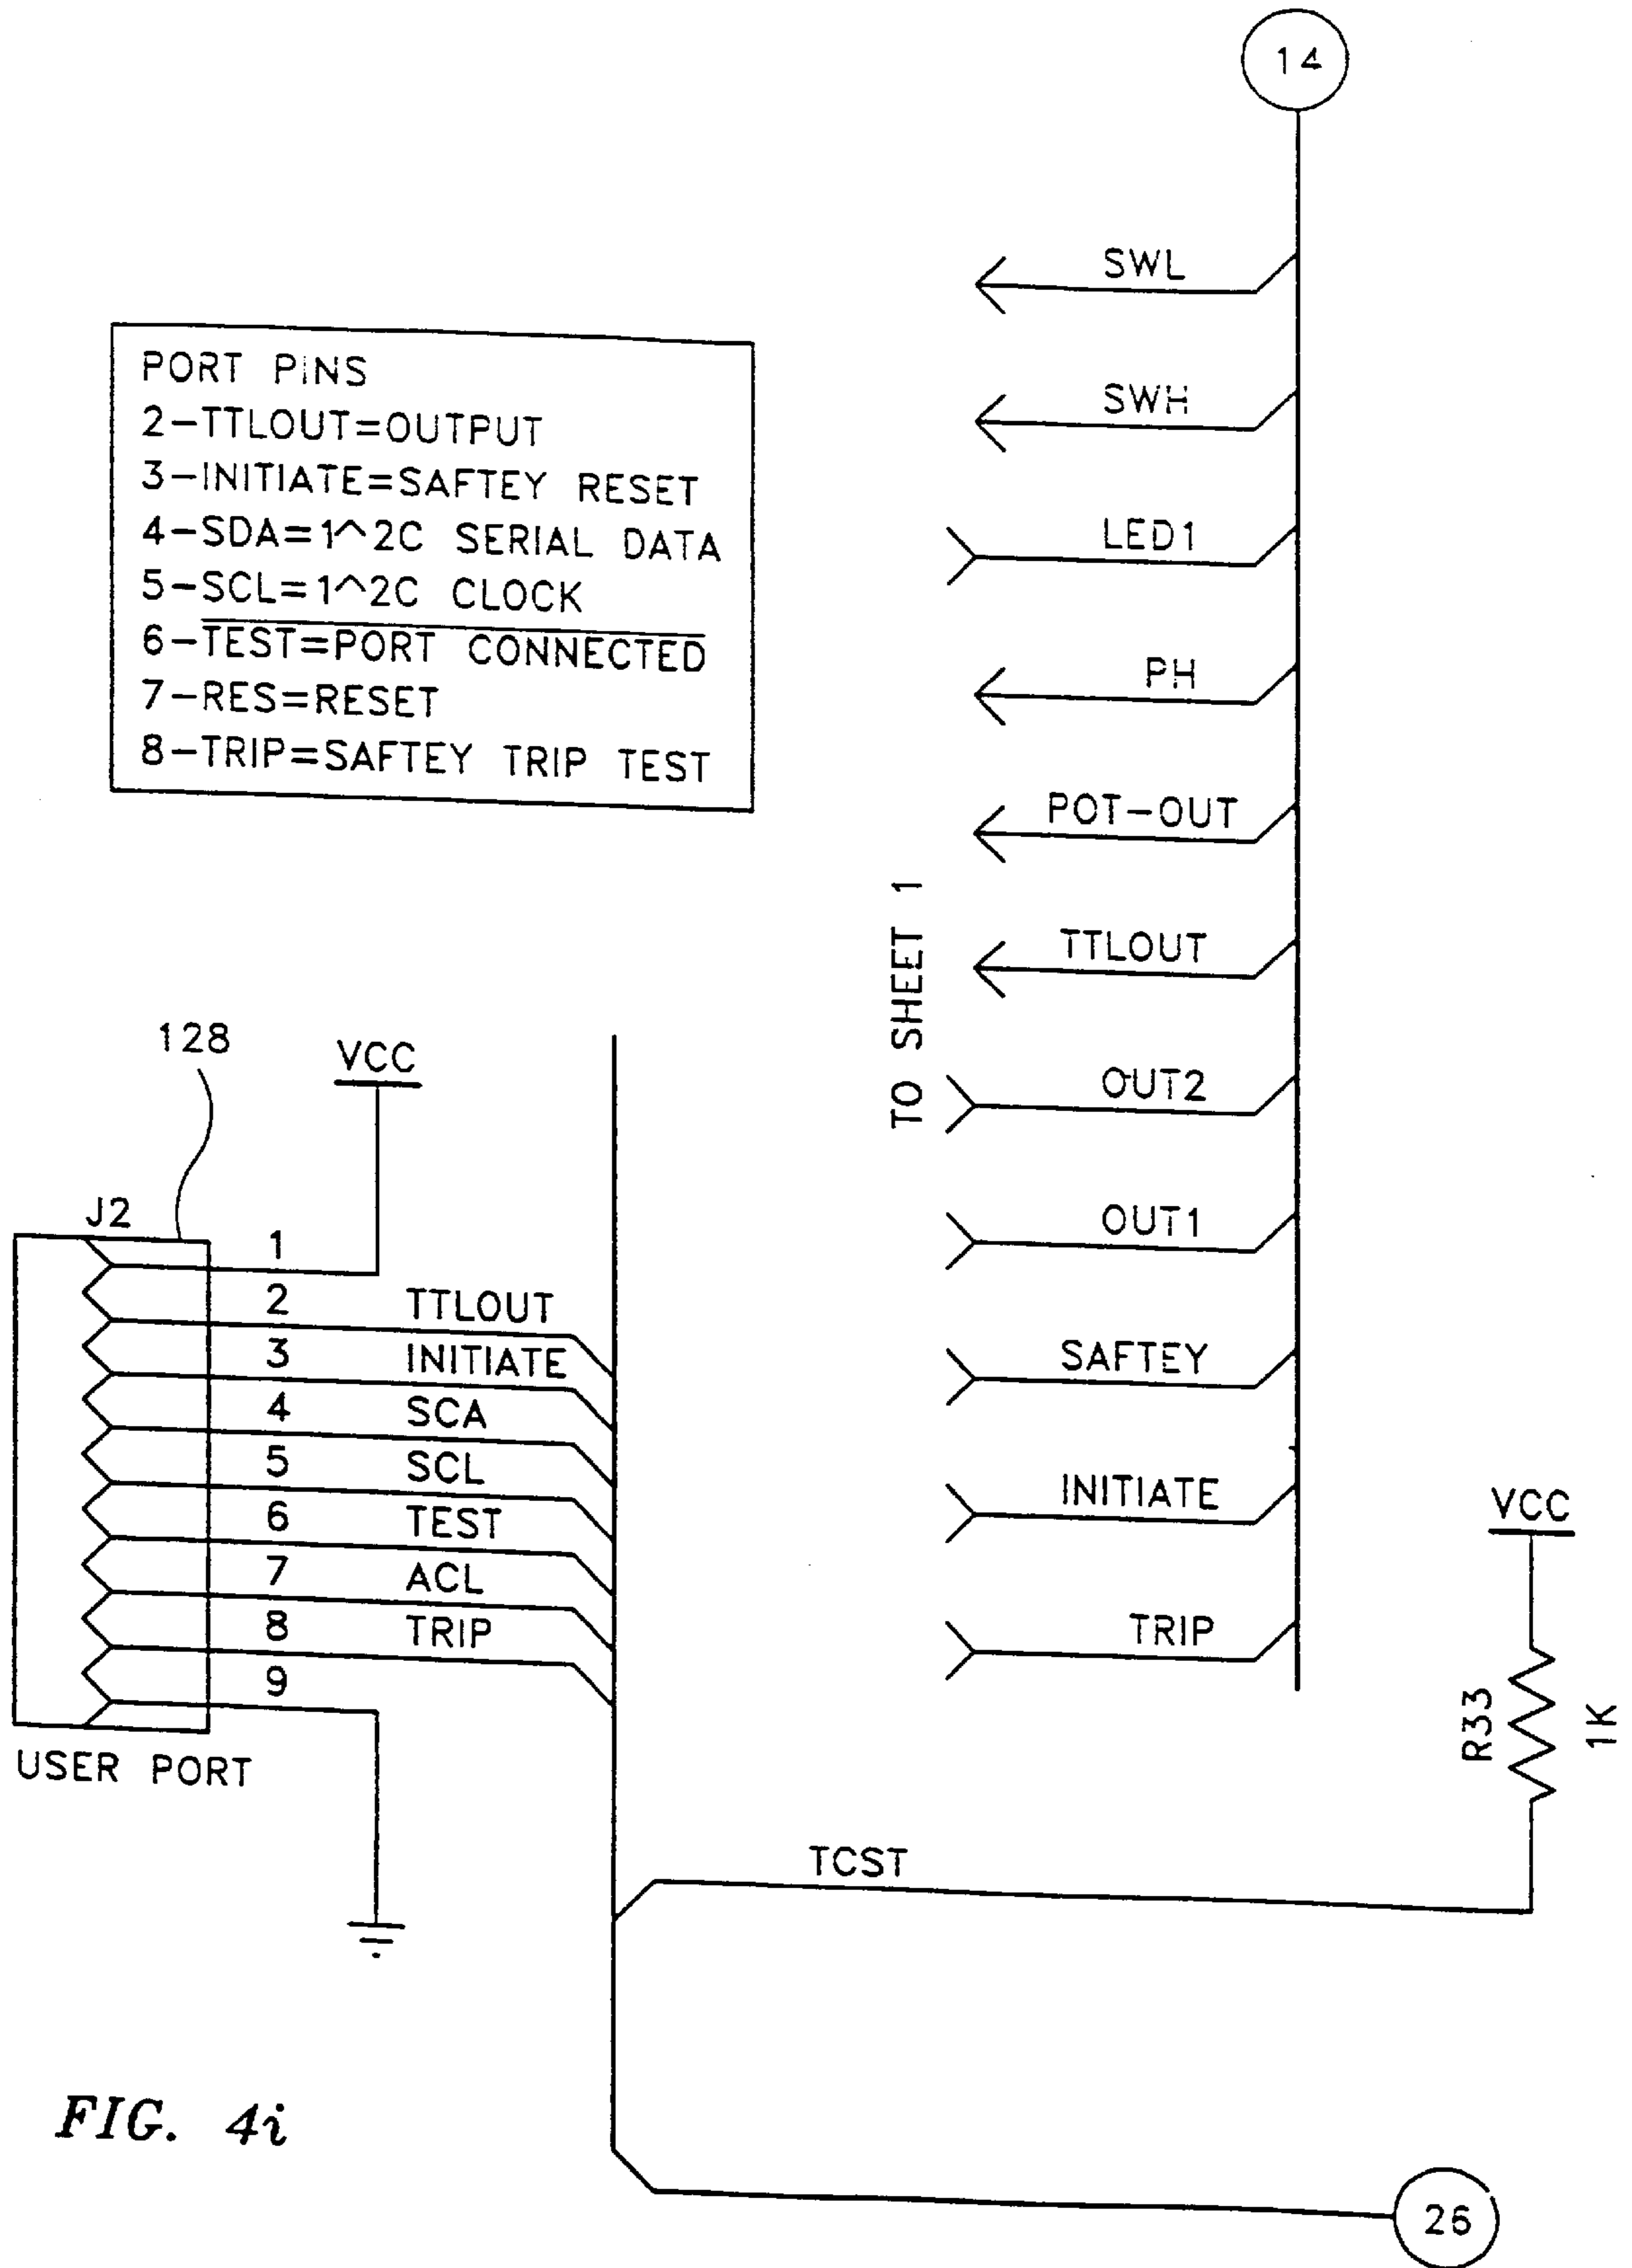 14
SWL
SWH
LED1
PH
POT-OUT
TTLOUT
OUT2
OUT1
SAFTEY
INITIATE
TRIP
TO SHEET 1
PORT PINS
2-TTLOUT=OUTPUT
3-INITIATE=SAFTEY RESET
4-SDA=1^2C SERIAL DATA
5-SCL=1^2C CLOCK
6-TEST=PORT CONNECTED
7-RES=RESET
8-TRIP=SAFTEY TRIP TEST
128
VCC
J2
1
2 TTLOUT
3 INITIATE
4 SCA
5 SCL
6 TEST
7 ACL
8 TRIP
9
USER PORT
VCC
R33
1K
TCST
26
FIG. 4i